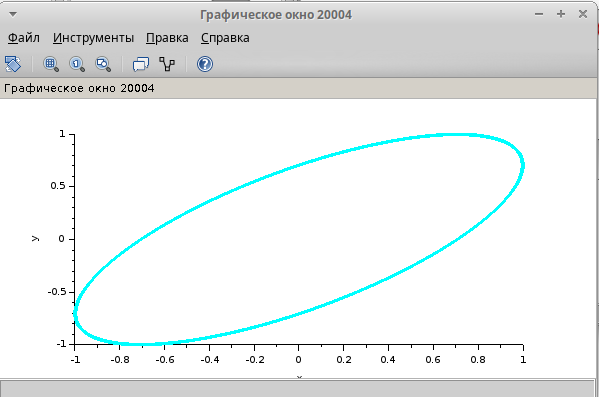 Графическое окно 20004
Файл Инструменты Правка Справка
Графическое окно 20004
1
0.5
0
-0.5
-1
y
-1 -0.8 -0.6 -0.4 -0.2 0 0.2 0.4 0.6 0.8 1